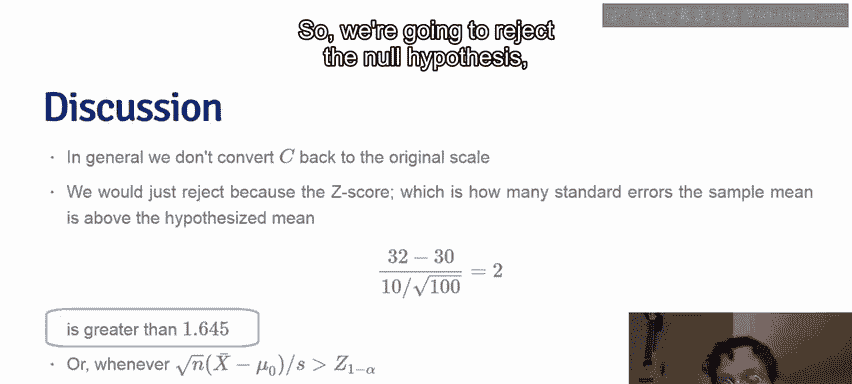 So, we're going to reject
the null hypothesis,
Discussion
· In general we don't convert C back to the original scale
· We would just reject because the Z-score; which is how many standard errors the sample mean
is above the hypothesized mean
32 − 30
10/√100
= 2
is greater than 1.645
· Or, whenever √n(X̄ − μ₀)/s > Z₁₋α